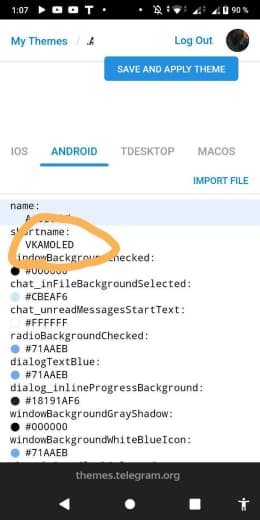 1:07 T 90 %
My Themes / Log Out
SAVE AND APPLY THEME
IOS ANDROID TDESKTOP MACOS
IMPORT FILE
name:
shortname:
VKAMOLED
windowBackgroundChecked:
#000000
chat_inFileBackgroundSelected:
#CBEAF6
chat_unreadMessagesStartText:
#FFFFFF
radioBackgroundChecked:
#71AAEB
dialogTextBlue:
#71AAEB
dialog_inlineProgressBackground:
#18191AF6
windowBackgroundGrayShadow:
#000000
windowBackgroundWhiteBlueIcon:
#71AAEB
themes.telegram.org